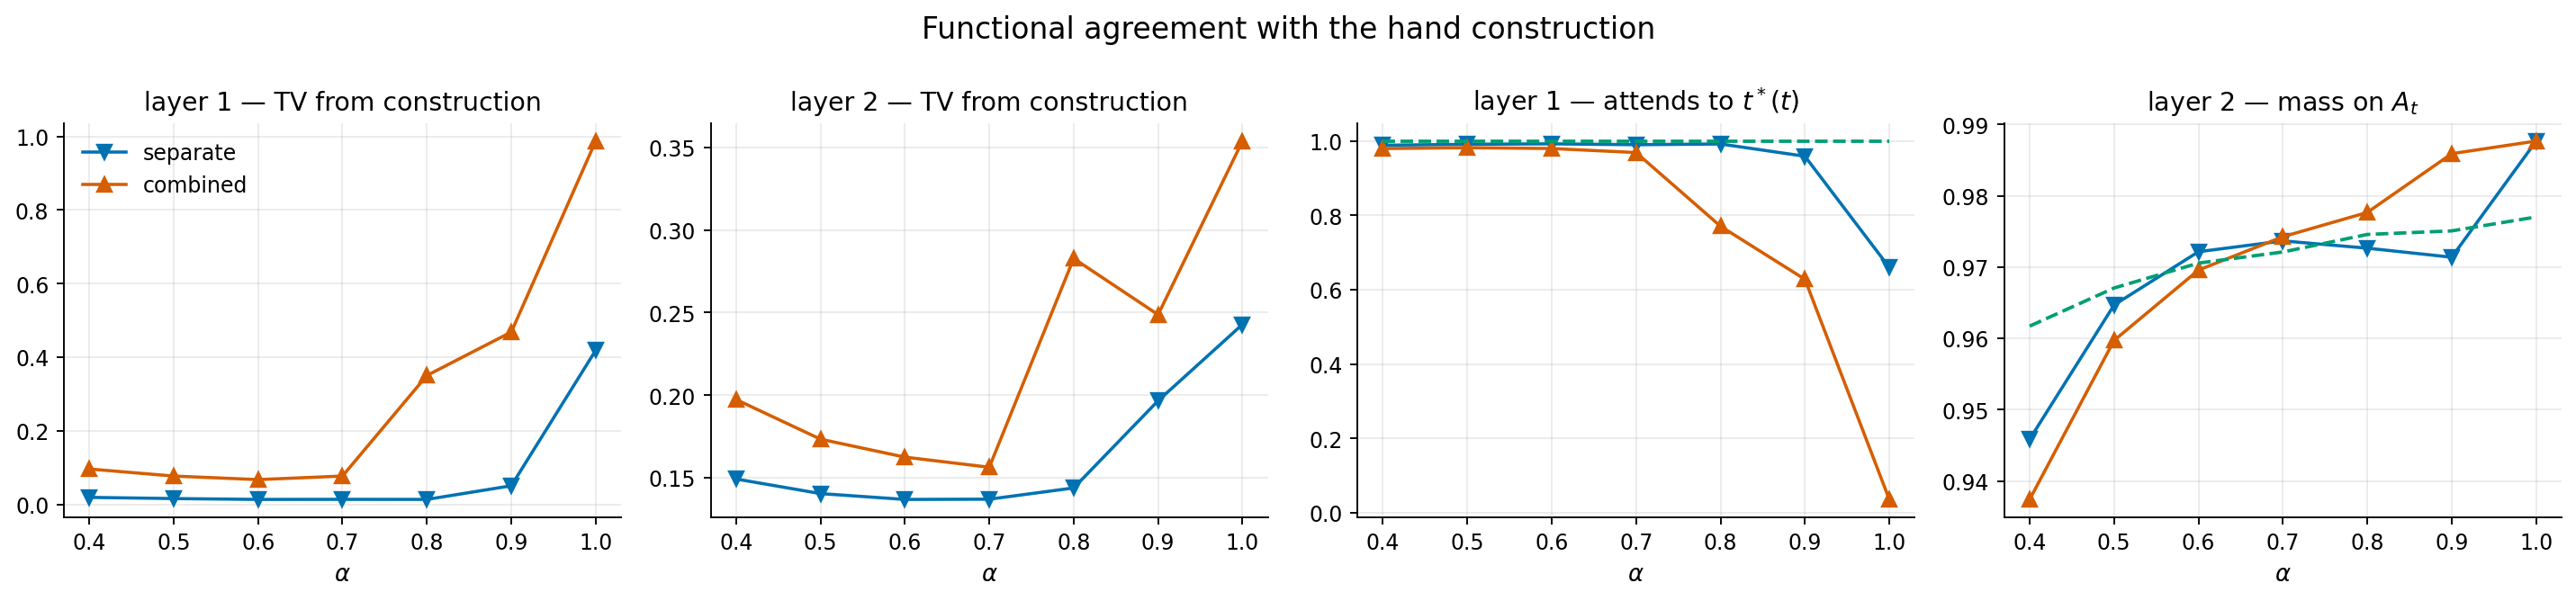 Functional agreement with the hand construction
layer 1 — TV from construction
1.0
0.8
0.6
0.4
0.2
0.0
separate
combined
0.4 0.5 0.6 0.7 0.8 0.9 1.0
α
layer 2 — TV from construction
0.35
0.30
0.25
0.20
0.15
0.4 0.5 0.6 0.7 0.8 0.9 1.0
α
layer 1 — attends to t*(t)
1.0
0.8
0.6
0.4
0.2
0.0
0.4 0.5 0.6 0.7 0.8 0.9 1.0
α
layer 2 — mass on Aₜ
0.99
0.98
0.97
0.96
0.95
0.94
0.4 0.5 0.6 0.7 0.8 0.9 1.0
α